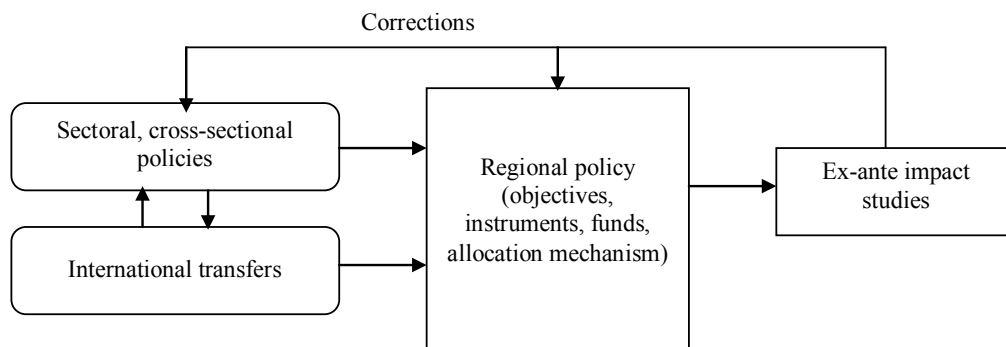 Corrections
Sectoral, cross-sectional
policies
International transfers
Regional policy
(objectives,
instruments, funds,
allocation mechanism)
Ex-ante impact
studies